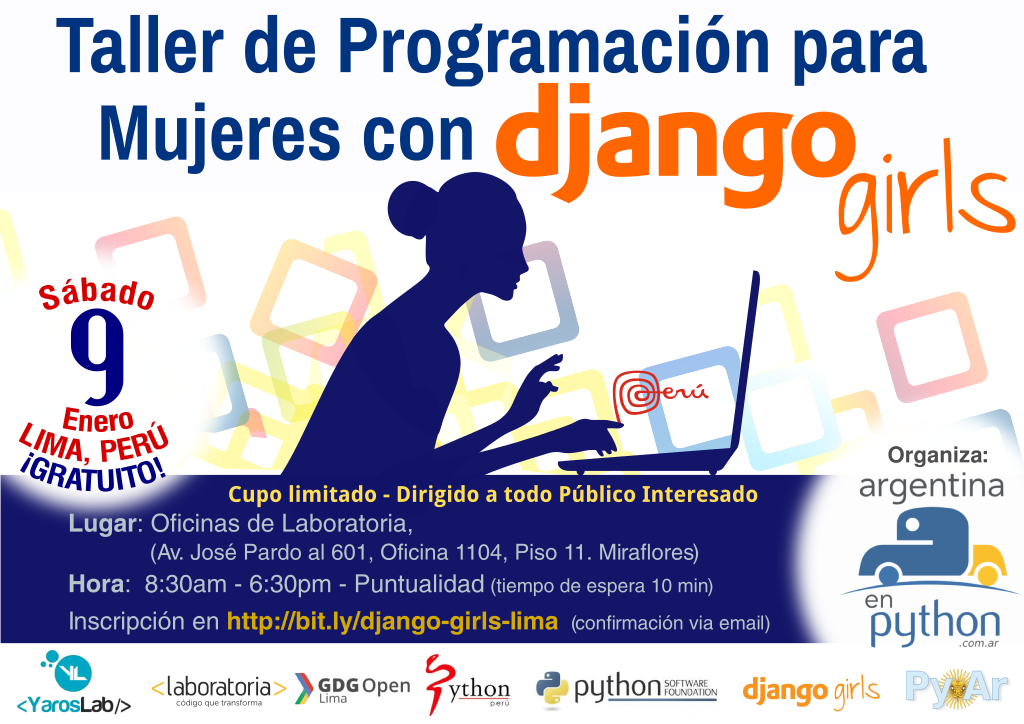 Taller de Programación para
Mujeres con django
girls
Sábado
9
Enero
LIMA, PERÚ
¡GRATUITO!
Perú
Organiza:
argentina
en
python
.com.ar
Cupo limitado - Dirigido a todo Público Interesado
Lugar: Oficinas de Laboratoria,
(Av. José Pardo al 601, Oficina 1104, Piso 11. Miraflores)
Hora: 8:30am - 6:30pm - Puntualidad (tiempo de espera 10 min)
Inscripción en http://bit.ly/django-girls-lima (confirmación via email)
YL
<YarosLab/>
<laboratoria>
código que transforma
GDG Open
Lima
Python
perú
python SOFTWARE
FOUNDATION
django girls
PyAr